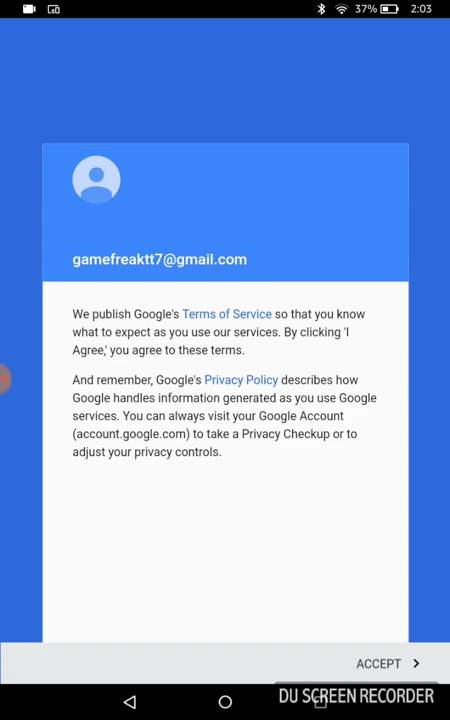 37% 2:03
gamefreaktt7@gmail.com
We publish Google's Terms of Service so that you know
what to expect as you use our services. By clicking 'I
Agree,' you agree to these terms.
And remember, Google's Privacy Policy describes how
Google handles information generated as you use Google
services. You can always visit your Google Account
(account.google.com) to take a Privacy Checkup or to
adjust your privacy controls.
ACCEPT
DU SCREEN RECORDER